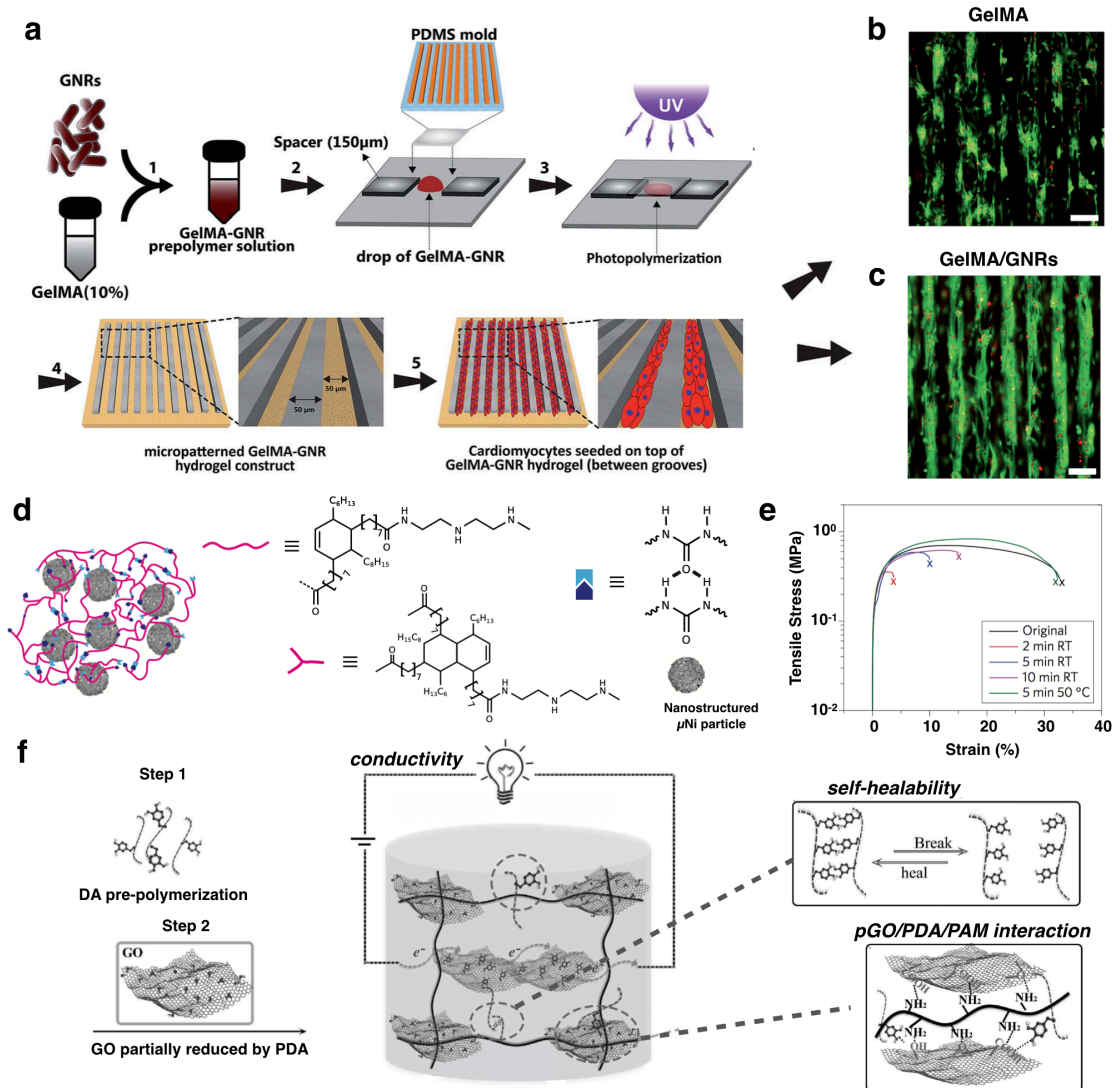 a
GNRs
GelMA(10%)
1
GelMA-GNR
prepolymer solution
2
PDMS mold
Spacer (150µm)
drop of GelMA-GNR
3
UV
Photopolymerization
4
50 µm
50 µm
micropatterned GelMA-GNR
hydrogel construct
5
Cardiomyocytes seeded on top of
GelMA-GNR hydrogel (between grooves)
b
GelMA
c
GelMA/GNRs
d
≡
C6H13
C8H15
7
7
O
O
H
N
N
H
H
N
≡
O
O
7
7
7
H15C8
C6H13
H13C6
O
H
N
N
H
H
N
≡
H H
N N
O
H H
N N
O
Nanostructured
µNi particle
e
Tensile Stress (MPa)
10⁰
10⁻¹
10⁻²
0 10 20 30 40
Strain (%)
Original
2 min RT
5 min RT
10 min RT
5 min 50 °C
f
Step 1
DA pre-polymerization
Step 2
GO
GO partially reduced by PDA
conductivity
e⁻
e⁻
self-healability
Break
heal
pGO/PDA/PAM interaction
OH
NH₂ NH₂ NH₂
NH₂ NH₂ NH₂
OH OH